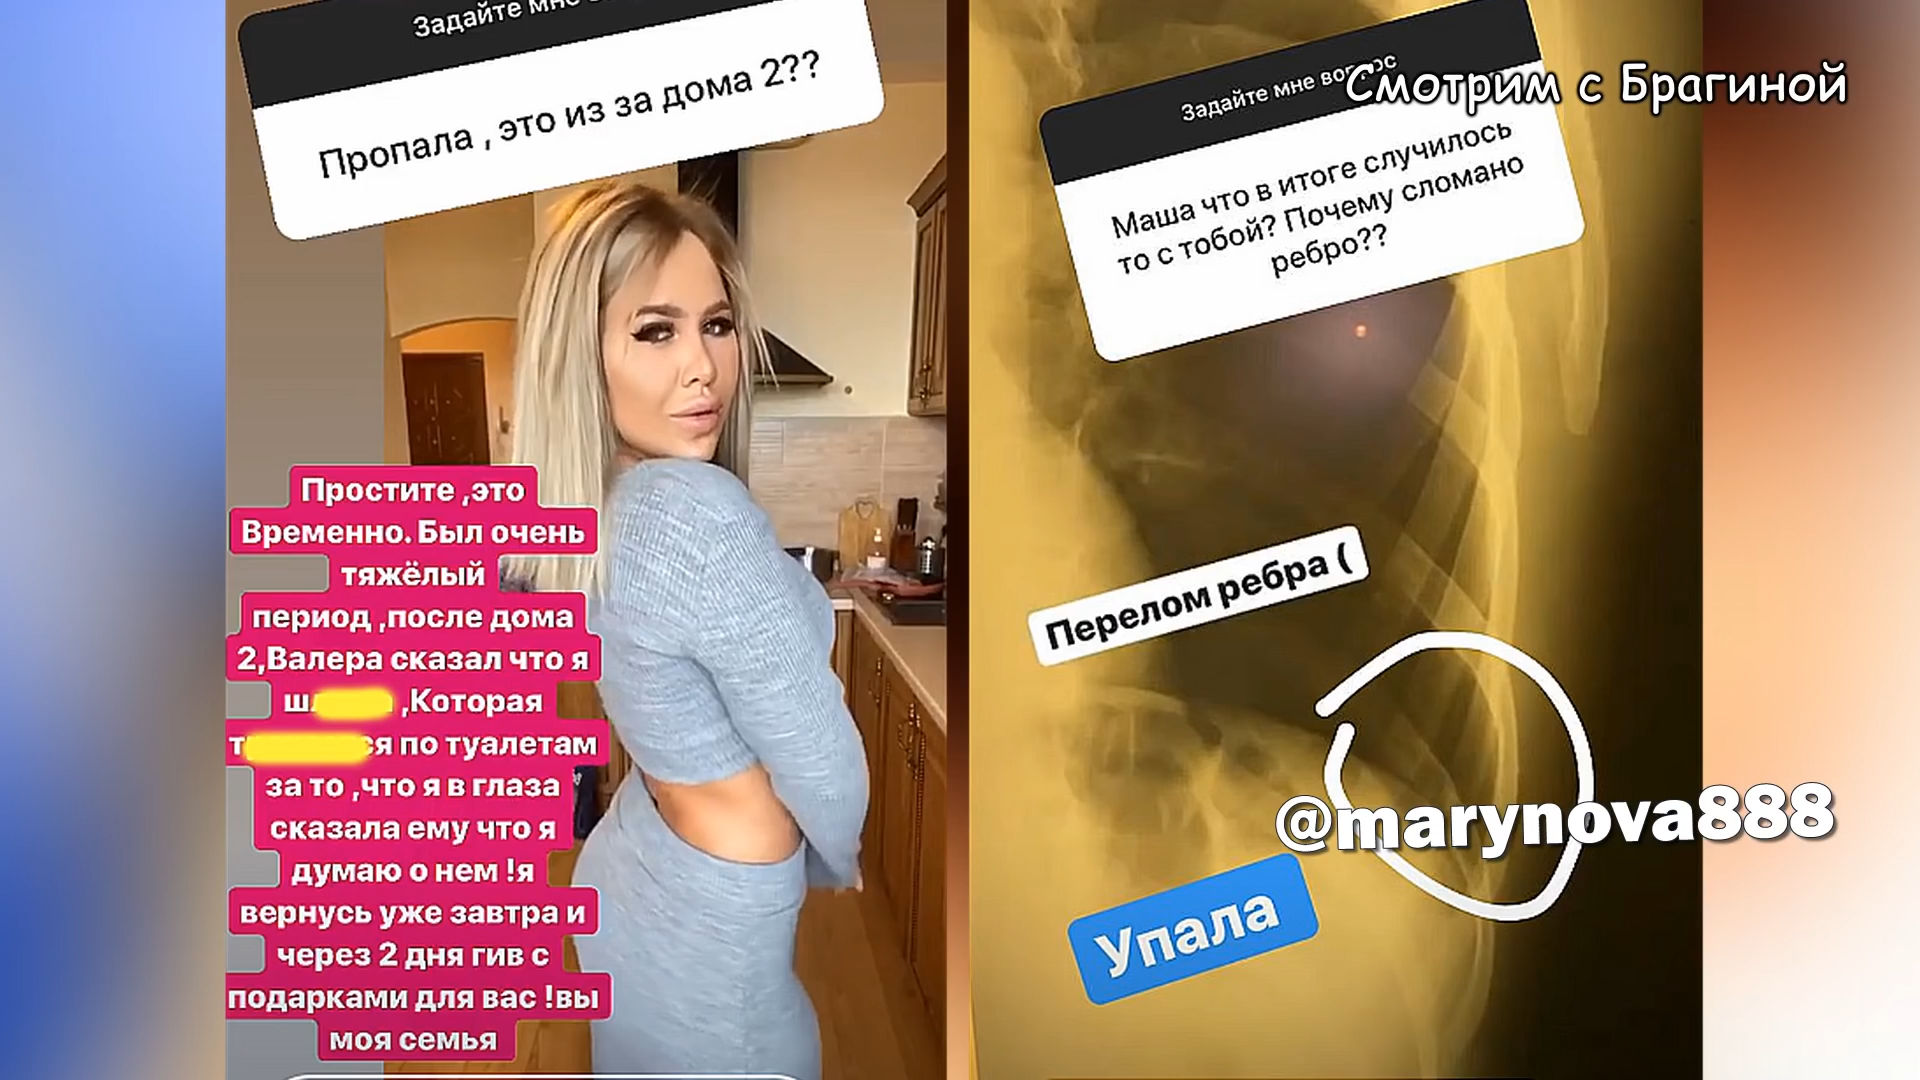 Задайте мне
Пропала , это из за дома 2??
Простите ,это
Временно. Был очень
тяжёлый
период ,после дома
2,Валера сказал что я
,Которая
по туалетам
за то ,что я в глаза
сказала ему что я
думаю о нем !я
вернусь уже завтра и
через 2 дня гив с
подарками для вас !вы
моя семья
Смотрим с Брагиной
Задайте мне вопрос
Маша что в итоге случилось
то с тобой? Почему сломано
ребро??
Перелом ребра (
@marynova888
Упала